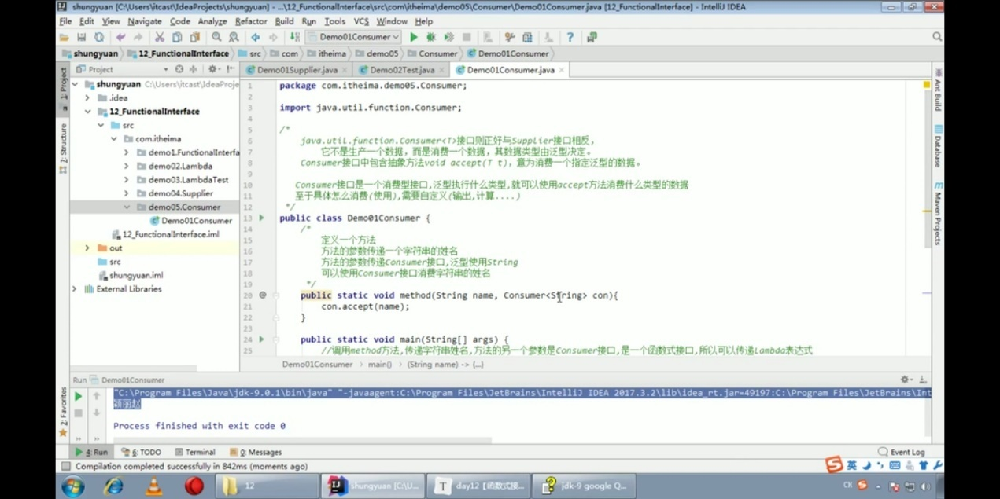 shungyuan [C:\Users\itcast\IdeaProjects\shungyuan] - ...\12_FunctionalInterface\src\com\itheima\demo05\Consumer\Demo01Consumer.java [12_FunctionalInterface] - IntelliJ IDEA
File Edit View Navigate Code Analyze Refactor Build Run Tools VCS Window Help
Demo01Consumer
shungyuan 12_FunctionalInterface src com itheima demo05 Consumer Demo01Consumer
Project Demo01Supplier.java Demo02Test.java Demo01Consumer.java
1: Project
2: Structure
2: Favorites
Ant Build
Database
Maven Projects
shungyuan C:\Users\itcast\IdeaProje
.idea
12_FunctionalInterface
src
com.itheima
demo1.FunctionalInterfa
demo02.Lambda
demo03.LambdaTest
demo04.Supplier
demo05.Consumer
Demo01Consumer
12_FunctionalInterface.iml
out
src
shungyuan.iml
External Libraries
1 package com.itheima.demo05.Consumer;
2
3 import java.util.function.Consumer;
4
5 /*
6 java.util.function.Consumer<T>接口则正好与Supplier接口相反，
7 它不是生产一个数据，而是消费一个数据，其数据类型由泛型决定。
8 Consumer接口中包含抽象方法void accept(T t)，意为消费一个指定泛型的数据。
9
10 Consumer接口是一个消费型接口,泛型执行什么类型,就可以使用accept方法消费什么类型的数据
11 至于具体怎么消费(使用),需要自定义(输出,计算....)
12 */
13 public class Demo01Consumer {
14 /*
15 定义一个方法
16 方法的参数传递一个字符串的姓名
17 方法的参数传递Consumer接口,泛型使用String
18 可以使用Consumer接口消费字符串的姓名
19 */
20 public static void method(String name, Consumer<String> con){
21 con.accept(name);
22 }
23
24 public static void main(String[] args) {
25 //调用method方法,传递字符串姓名,方法的另一个参数是Consumer接口,是一个函数式接口,所以可以传递Lambda表达式
Demo01Consumer main() (String name) -> {...}
Run Demo01Consumer
"C:\Program Files\Java\jdk-9.0.1\bin\java" "-javaagent:C:\Program Files\JetBrains\IntelliJ IDEA 2017.3.2\lib\idea_rt.jar=49197:C:\Program Files\JetBrains\Int
颖丽赵
Process finished with exit code 0
4: Run 6: TODO Terminal 0: Messages Event Log
Compilation completed successfully in 842ms (moments ago)
英
12 shungyuan [C:\U... day12【函数式接... jdk-9 google Q...
CH